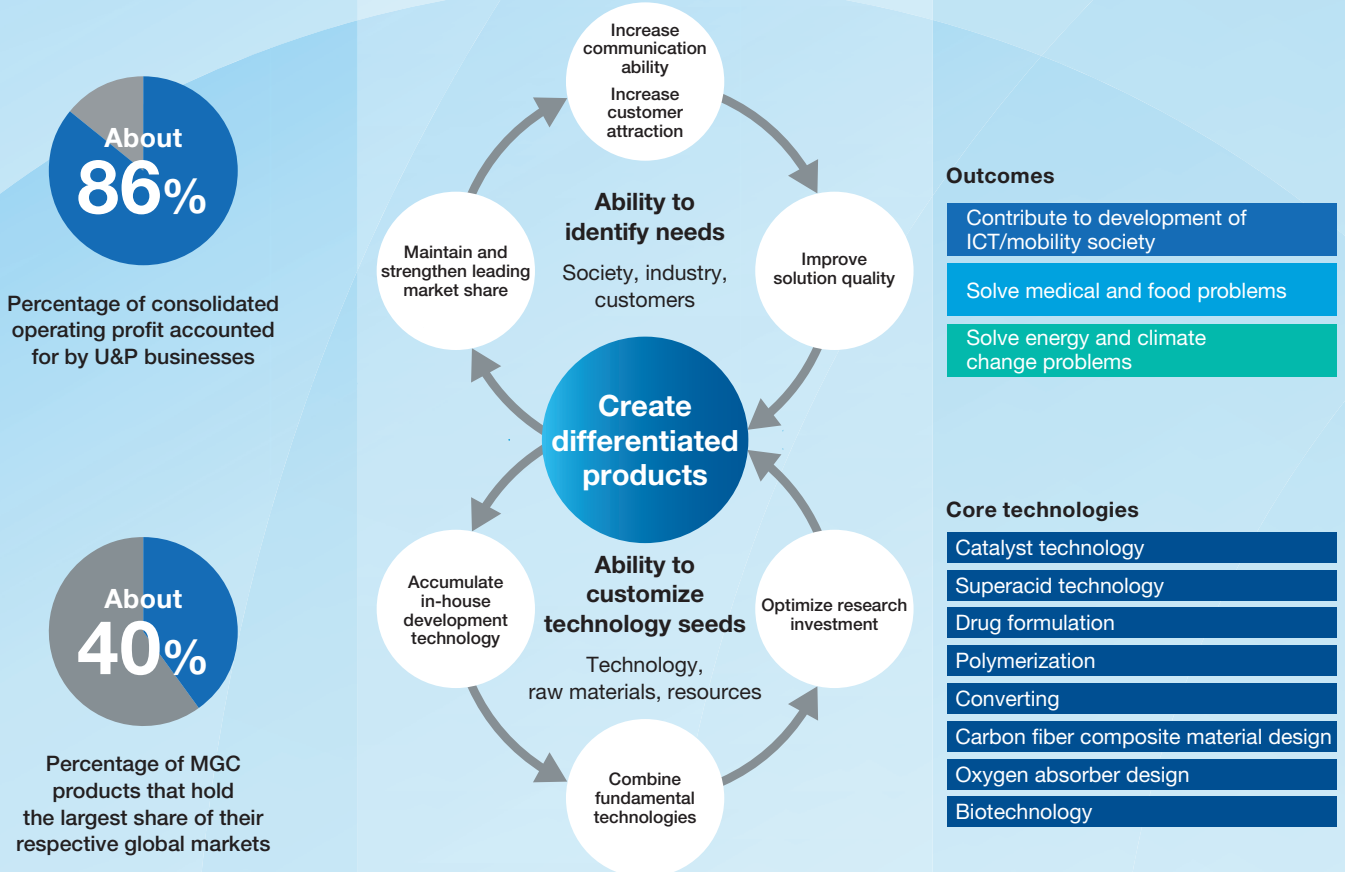 About
86%
Percentage of consolidated
operating profit accounted
for by U&P businesses
About
40%
Percentage of MGC
products that hold
the largest share of their
respective global markets
Increase
communication
ability
Increase
customer
attraction
Maintain and
strengthen leading
market share
Ability to
identify needs
Society, industry,
customers
Improve
solution quality
Create
differentiated
products
Accumulate
in-house
development
technology
Ability to
customize
technology seeds
Technology,
raw materials, resources
Optimize research
investment
Combine
fundamental
technologies
Outcomes
Contribute to development of
ICT/mobility society
Solve medical and food problems
Solve energy and climate
change problems
Core technologies
Catalyst technology
Superacid technology
Drug formulation
Polymerization
Converting
Carbon fiber composite material design
Oxygen absorber design
Biotechnology